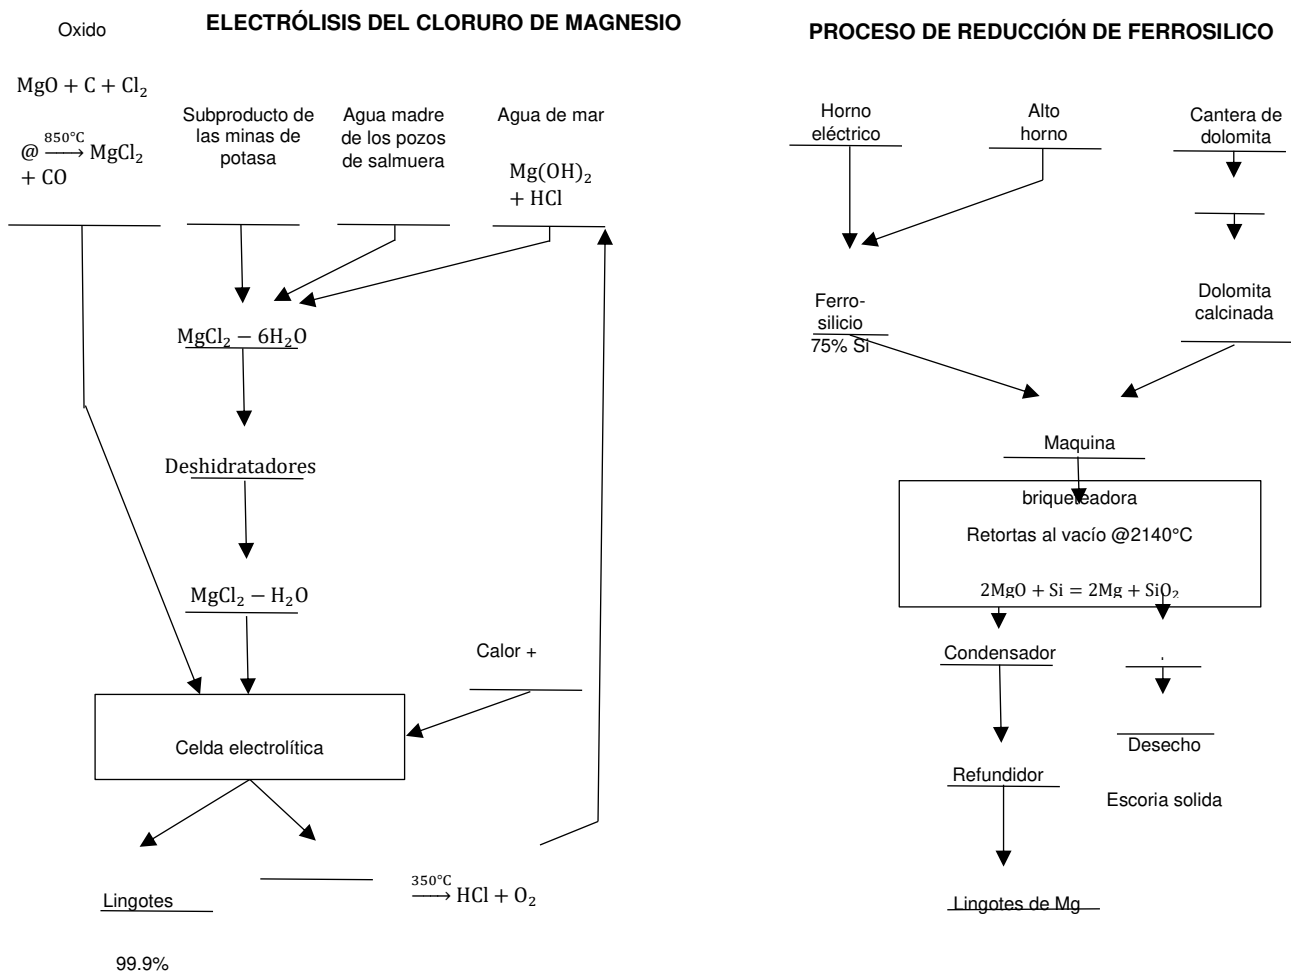 ELECTRÓLISIS DEL CLORURO DE MAGNESIO
Oxido
MgO + C + Cl₂
@ 850°C ⟶ MgCl₂
+ CO
Subproducto de
las minas de
potasa
Agua madre
de los pozos
de salmuera
Agua de mar
Mg(OH)₂
+ HCl
MgCl₂ − 6H₂O
Deshidratadores
MgCl₂ − H₂O
Calor +
Celda electrolítica
Lingotes
99.9%
350°C ⟶ HCl + O₂
PROCESO DE REDUCCIÓN DE FERROSILICO
Horno
eléctrico
Alto
horno
Cantera de
dolomita
Ferro-
silicio
75% Si
Dolomita
calcinada
Maquina
briqueteadora
Retortas al vacío @2140°C
2MgO + Si = 2Mg + SiO₂
Condensador
.
Refundidor
Desecho
Escoria solida
Lingotes de Mg